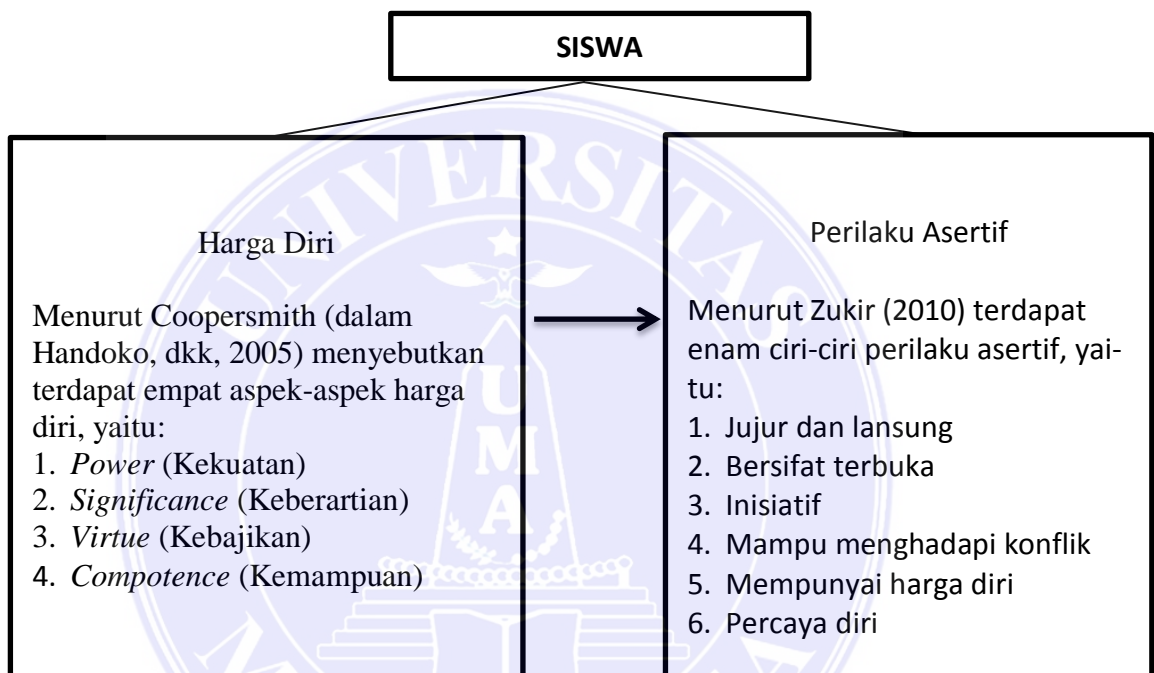 SISWA
Harga Diri
Menurut Coopersmith (dalam
Handoko, dkk, 2005) menyebutkan
terdapat empat aspek-aspek harga
diri, yaitu:
1. Power (Kekuatan)
2. Significance (Keberartian)
3. Virtue (Kebajikan)
4. Compotence (Kemampuan)
Perilaku Asertif
Menurut Zukir (2010) terdapat
enam ciri-ciri perilaku asertif, yai-
tu:
1. Jujur dan lansung
2. Bersifat terbuka
3. Inisiatif
4. Mampu menghadapi konflik
5. Mempunyai harga diri
6. Percaya diri
UNIVERSITAS
UMA